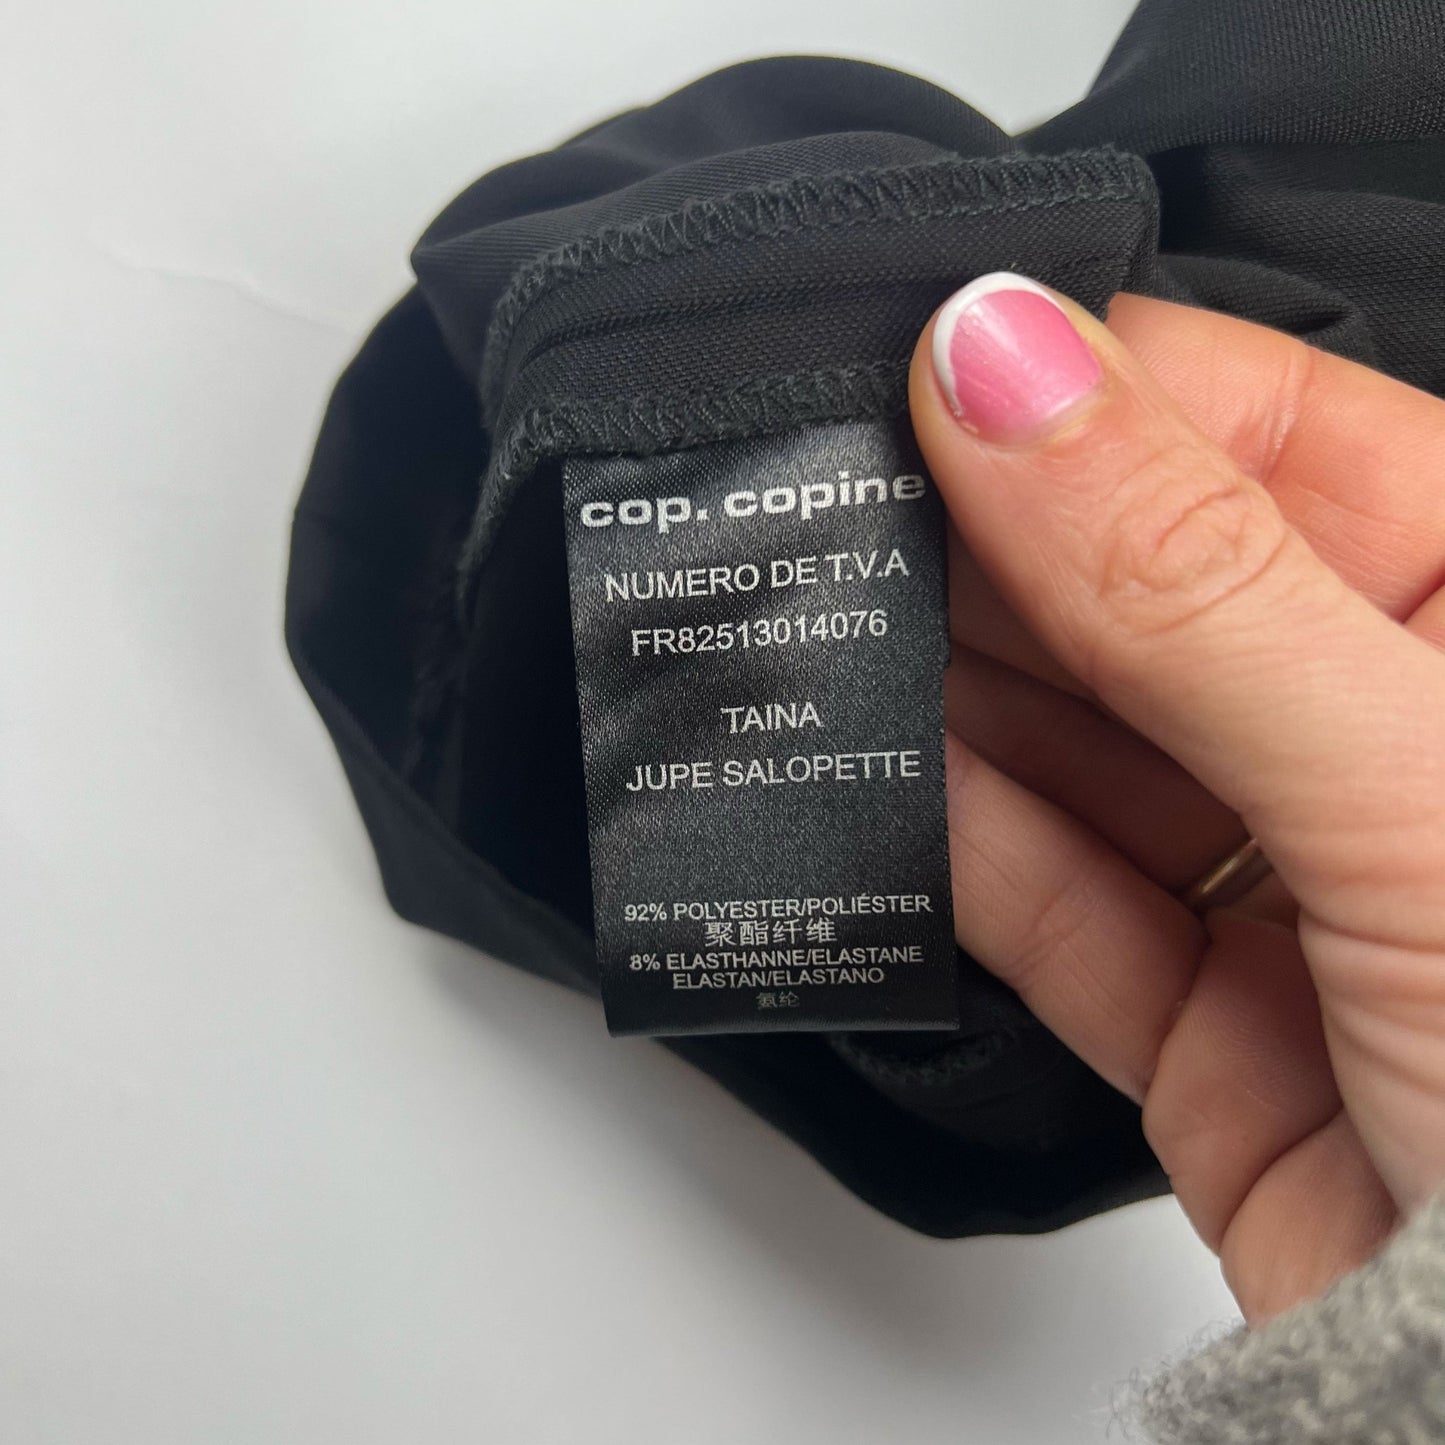 cop. copine
NUMERO DE T.V.A
FR82513014076
TAINA
JUPE SALOPETTE
92% POLYESTER/POLIÉSTER
聚酯纤维
8% ELASTHANNE/ELASTANE
ELASTAN/ELASTANO
氨纶